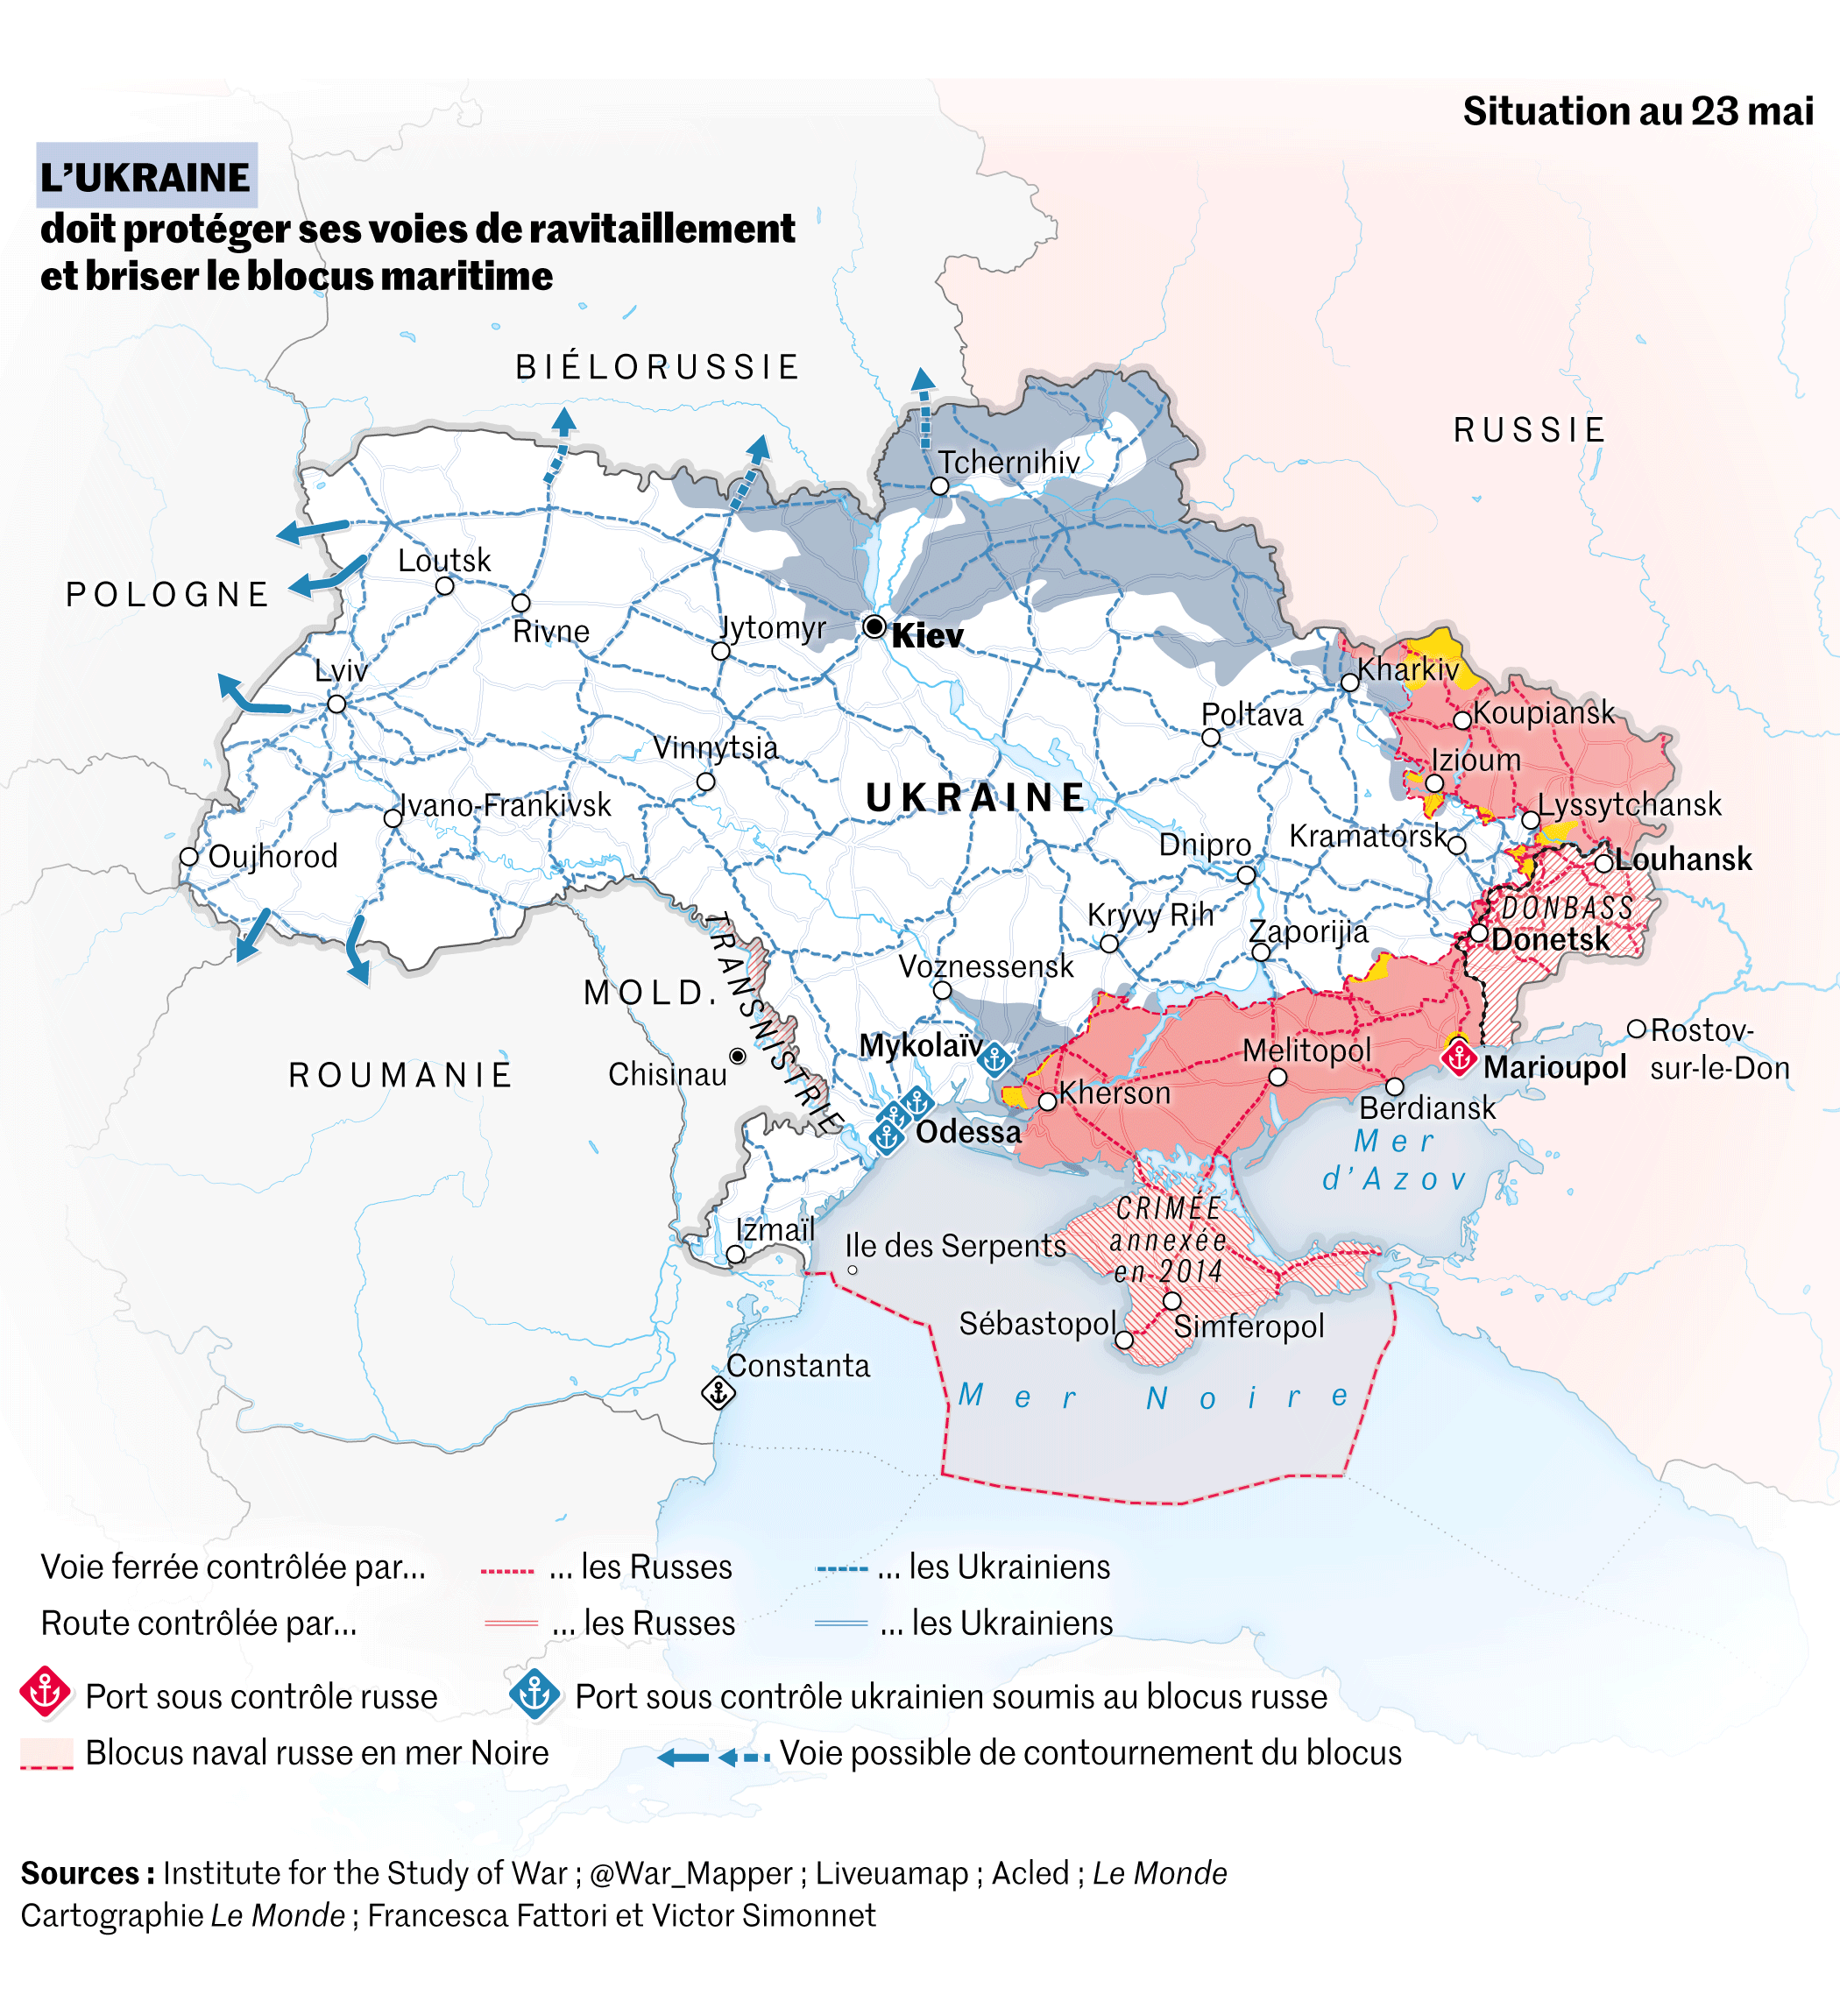 Situation au 23 mai
L’UKRAINE
doit protéger ses voies de ravitaillement
et briser le blocus maritime
BIÉLORUSSIE
RUSSIE
Tchernihiv
Loutsk
POLOGNE
Rivne
Jytomyr
Kiev
Lviv
Kharkiv
Koupiansk
Poltava
Vinnytsia
Izioum
UKRAINE
Ivano-Frankivsk
Lyssytchansk
Dnipro
Kramatorsk
Oujhorod
Louhansk
DONBASS
Kryvy Rih
Zaporijia
Donetsk
TRANSNISTRIE
Voznessensk
MOLD.
Mykolaïv
Melitopol
Rostov-
sur-le-Don
Marioupol
ROUMANIE
Chisinau
Kherson
Berdiansk
Odessa
Mer
d’Azov
CRIMÉE
annexée
en 2014
Izmaïl
Ile des Serpents
Sébastopol
Simferopol
Constanta
Mer Noire
Voie ferrée contrôlée par... ... les Russes ... les Ukrainiens
Route contrôlée par... ... les Russes ... les Ukrainiens
Port sous contrôle russe Port sous contrôle ukrainien soumis au blocus russe
Blocus naval russe en mer Noire Voie possible de contournement du blocus
Sources : Institute for the Study of War ; @War_Mapper ; Liveuamap ; Acled ; Le Monde
Cartographie Le Monde ; Francesca Fattori et Victor Simonnet